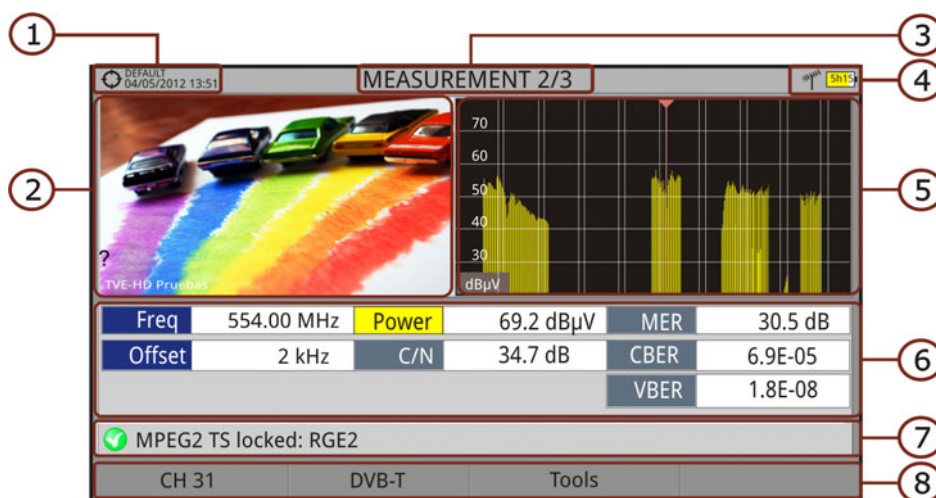 1
3
DEFAULT
04/05/2012 13:51
MEASUREMENT 2/3
5h15
4
2
?
TVE-HD Pruebas
70
60
50
40
30
dBµV
5
Freq 554.00 MHz Power 69.2 dBµV MER 30.5 dB
Offset 2 kHz C/N 34.7 dB CBER 6.9E-05
VBER 1.8E-08
6
MPEG2 TS locked: RGE2
7
CH 31 DVB-T Tools
8